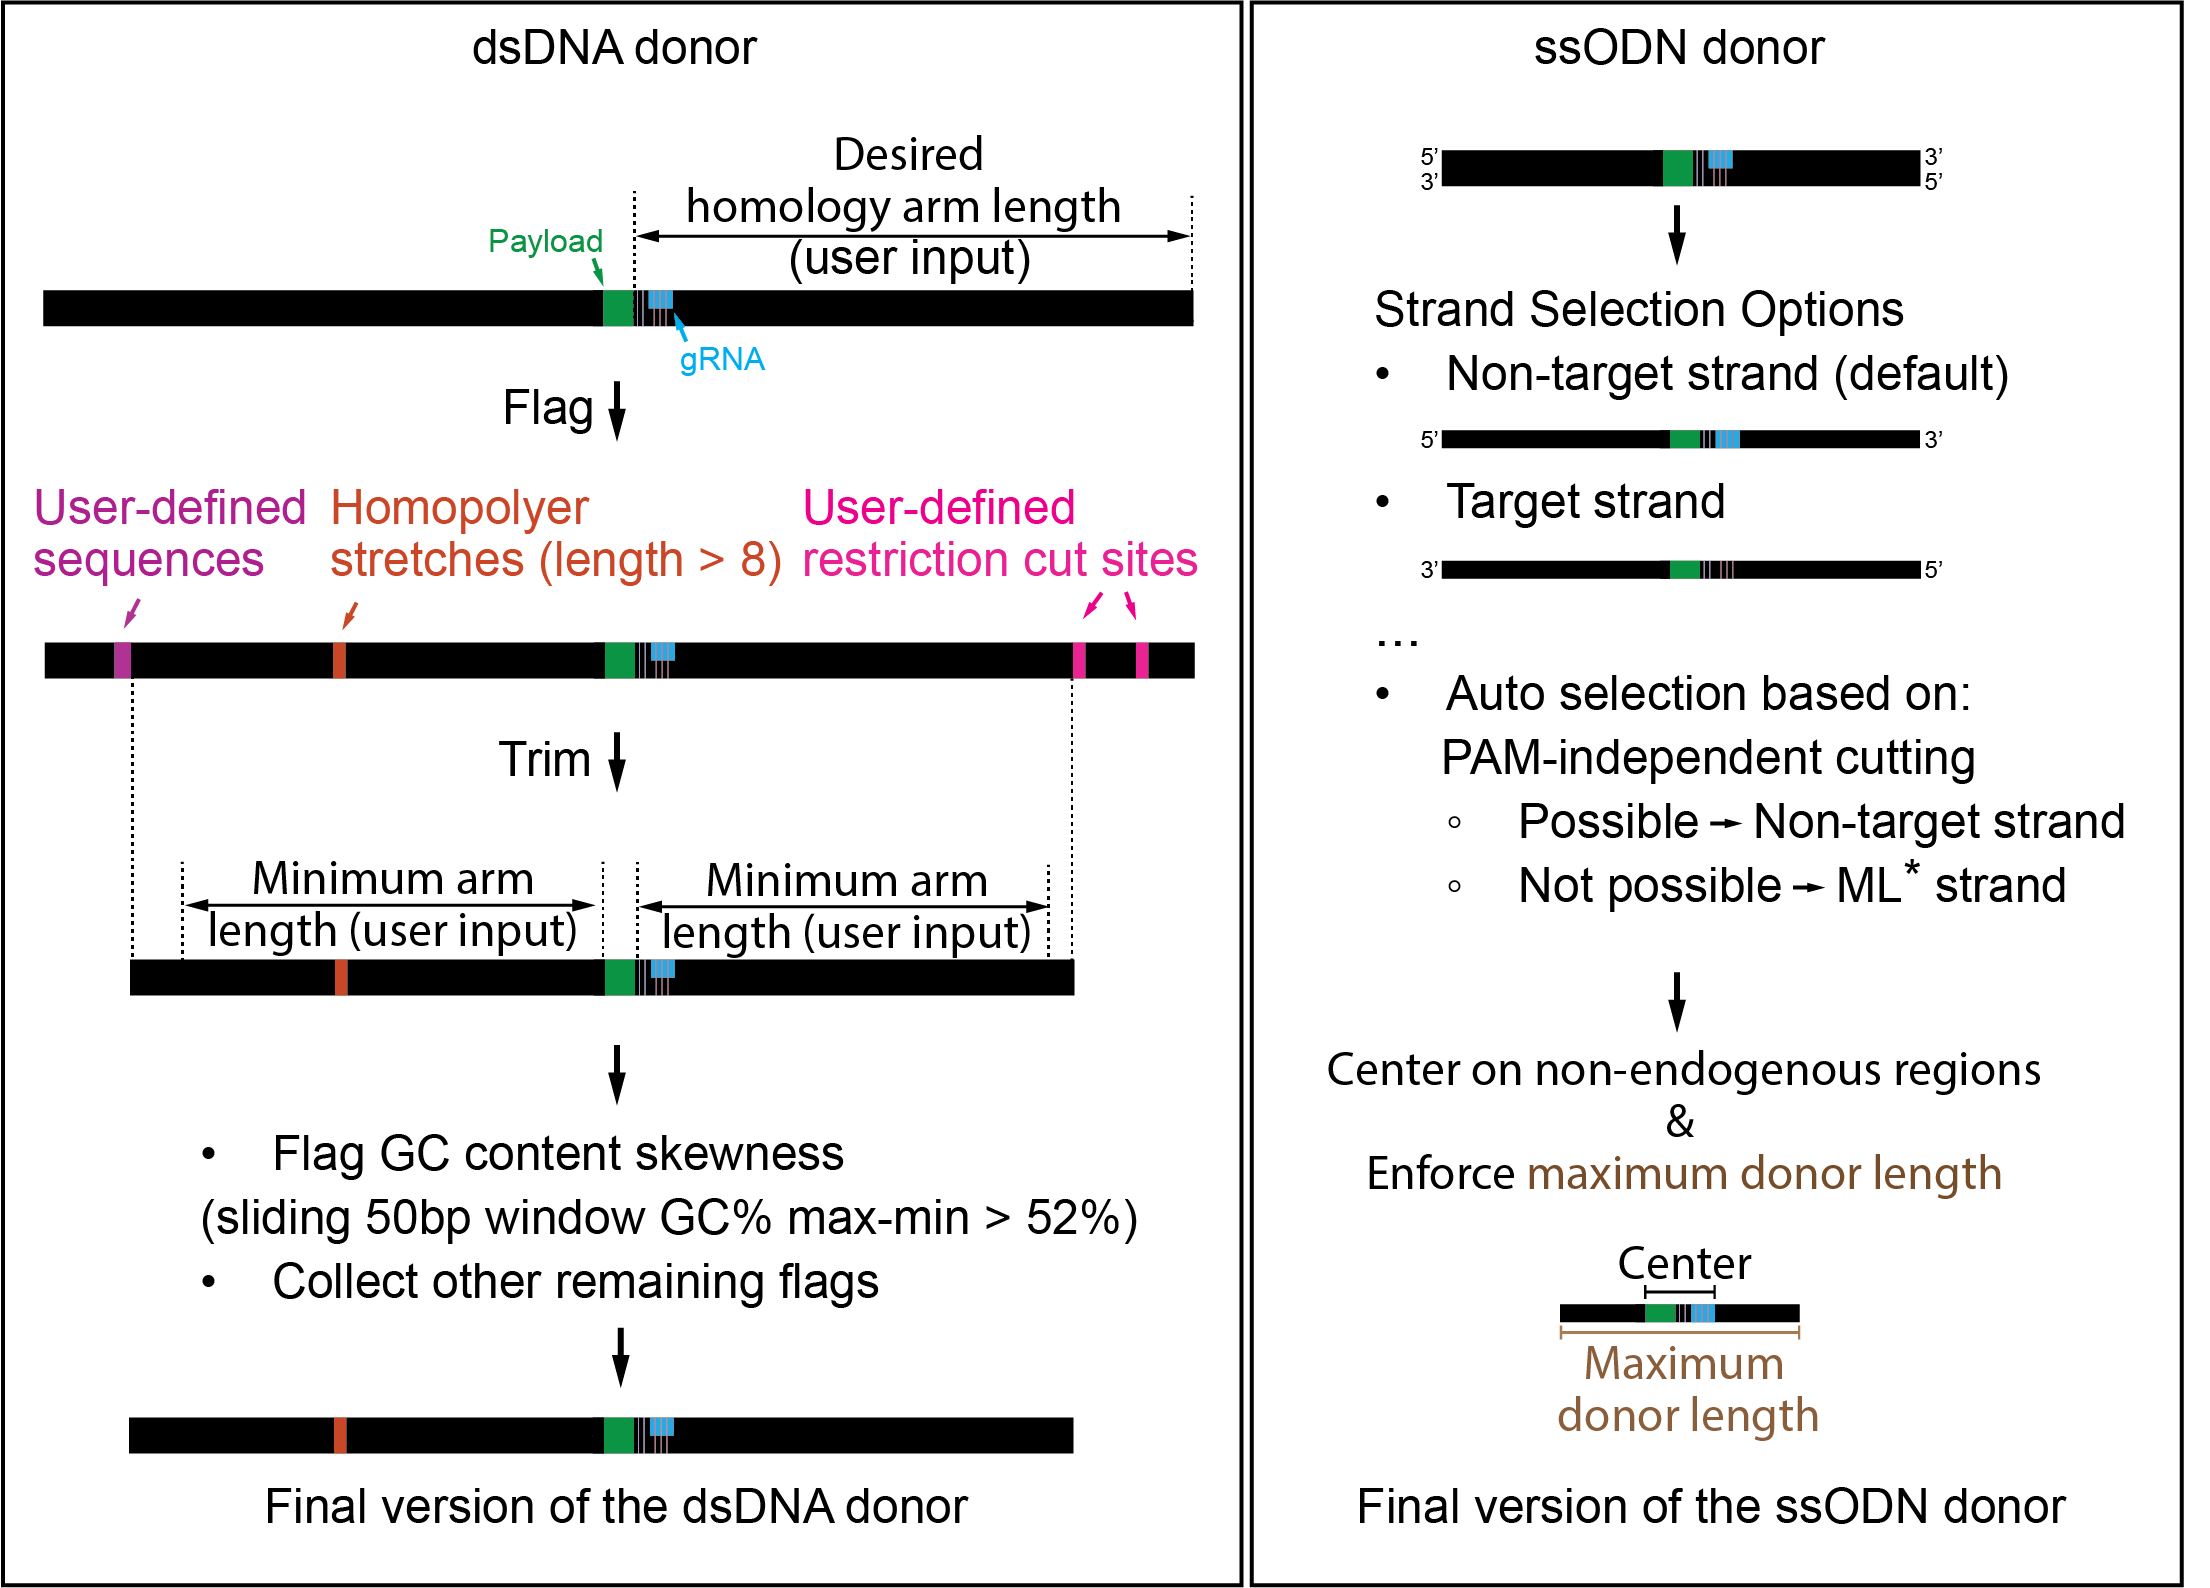 dsDNA donor
Desired
homology arm length
(user input)
Payload
gRNA
Flag
User-defined
sequences
Homopolyer
stretches (length > 8)
User-defined
restriction cut sites
Trim
Minimum arm
length (user input)
Minimum arm
length (user input)
• Flag GC content skewness
(sliding 50bp window GC% max-min > 52%)
• Collect other remaining flags
Final version of the dsDNA donor
ssODN donor
5’ 3’
3’ 5’
Strand Selection Options
• Non-target strand (default)
5’ 3’
• Target strand
3’ 5’
...
• Auto selection based on:
PAM-independent cutting
◦ Possible → Non-target strand
◦ Not possible → ML* strand
Center on non-endogenous regions
&
Enforce maximum donor length
Center
Maximum
donor length
Final version of the ssODN donor